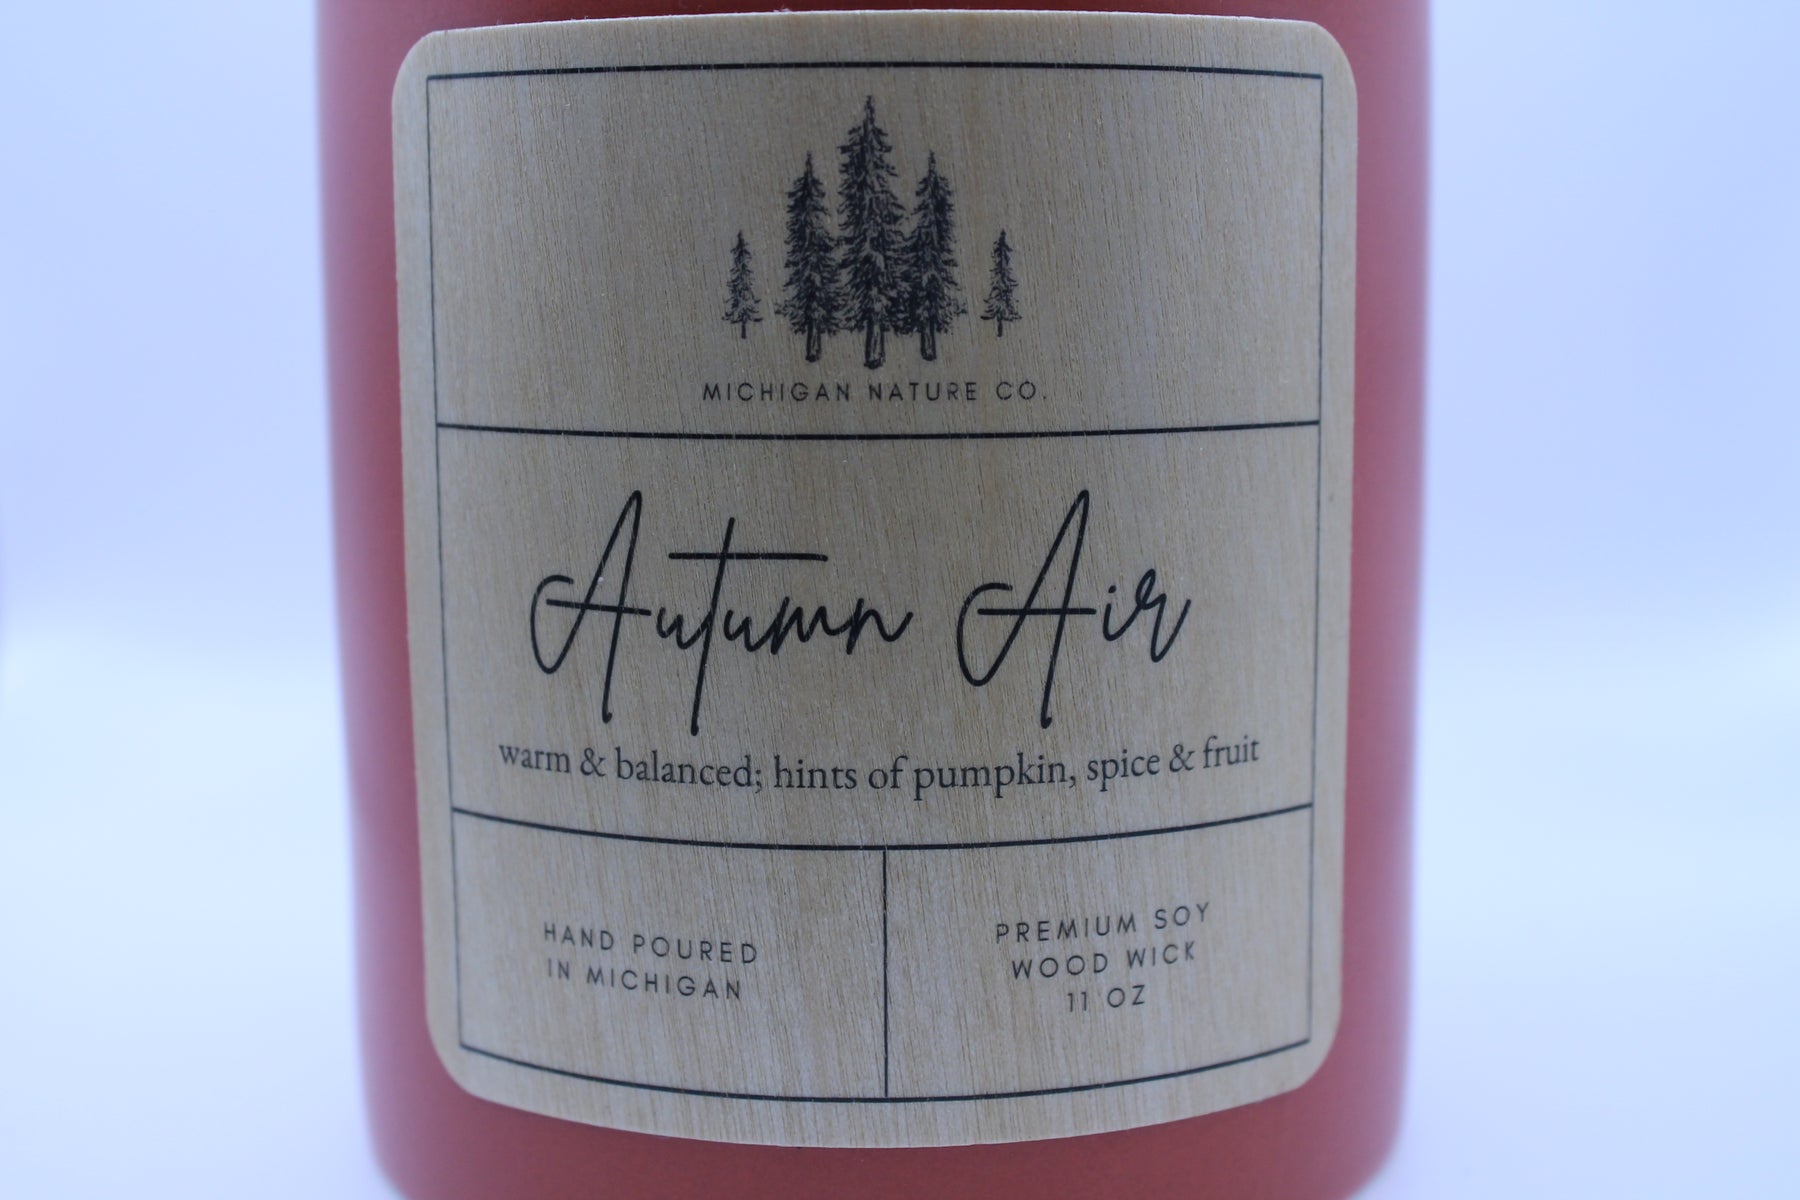 MICHIGAN NATURE CO.
Autumn Air
warm & balanced; hints of pumpkin, spice & fruit
HAND POURED
IN MICHIGAN
PREMIUM SOY
WOOD WICK
11 OZ